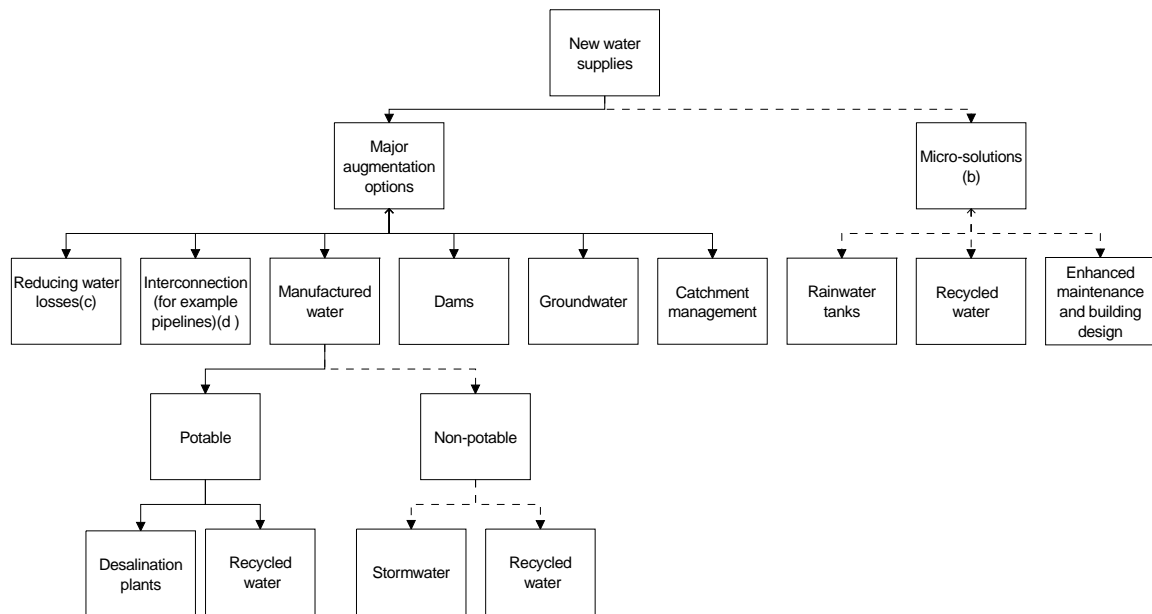 New water
supplies
Major
augmentation
options
Micro-solutions
(b)
Reducing water
losses(c)
Interconnection
(for example
pipelines)(d )
Manufactured
water
Dams
Groundwater
Catchment
management
Rainwater
tanks
Recycled
water
Enhanced
maintenance
and building
design
Potable
Non-potable
Desalination
plants
Recycled
water
Stormwater
Recycled
water